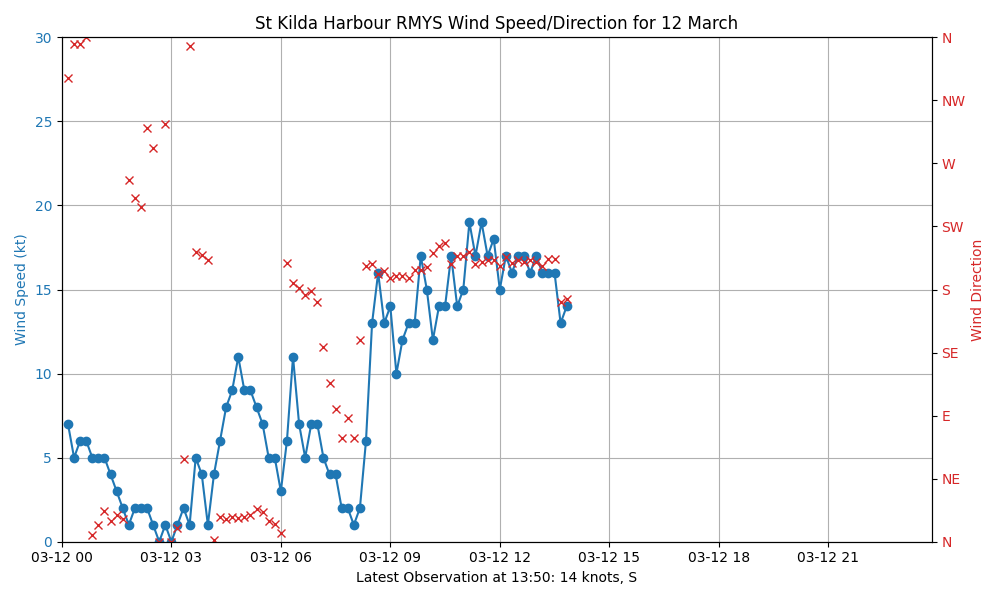 St Kilda Harbour RMYS Wind Speed/Direction for 12 March
30
25
20
15
10
5
0
Wind Speed (kt)
N
NW
W
SW
S
SE
E
NE
N
Wind Direction
03-12 00
03-12 03
03-12 06
03-12 09
03-12 12
03-12 15
03-12 18
03-12 21
Latest Observation at 13:50: 14 knots, S